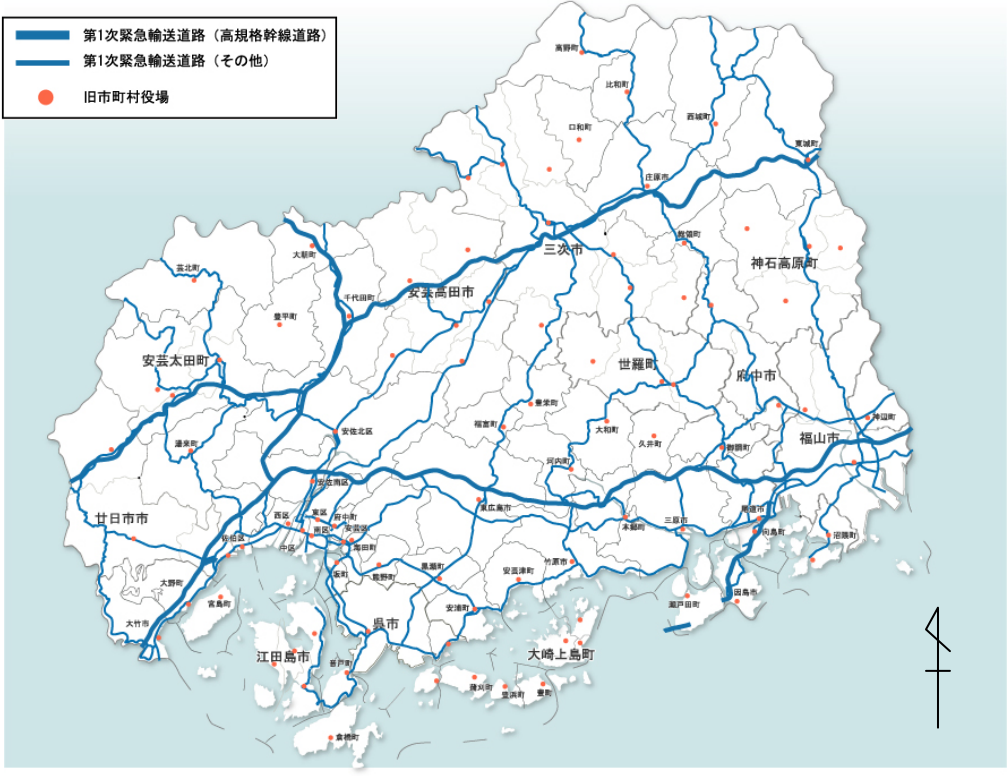 第1次緊急輸送道路（高規格幹線道路）
第1次緊急輸送道路（その他）
旧市町村役場
高野町
比和町
口和町
西城町
東城町
庄原市
三次市
総領町
神石高原町
大朝町
芸北町
千代田町
安芸高田市
豊平町
安芸太田町
世羅町
府中市
豊栄町
福富町
大和町
久井町
御調町
神辺町
福山市
安佐北区
湯来町
河内町
安佐南区
東広島市
廿日市市
西区
東区
府中町
佐伯区
中区
南区
安芸区
海田町
本郷町
三原市
尾道市
向島町
沼隈町
坂町
熊野町
黒瀬町
安芸津町
竹原市
大野町
宮島町
大竹市
安浦町
瀬戸田町
因島市
呉市
江田島市
音戸町
大崎上島町
蒲刈町
豊浜町
豊町
倉橋町